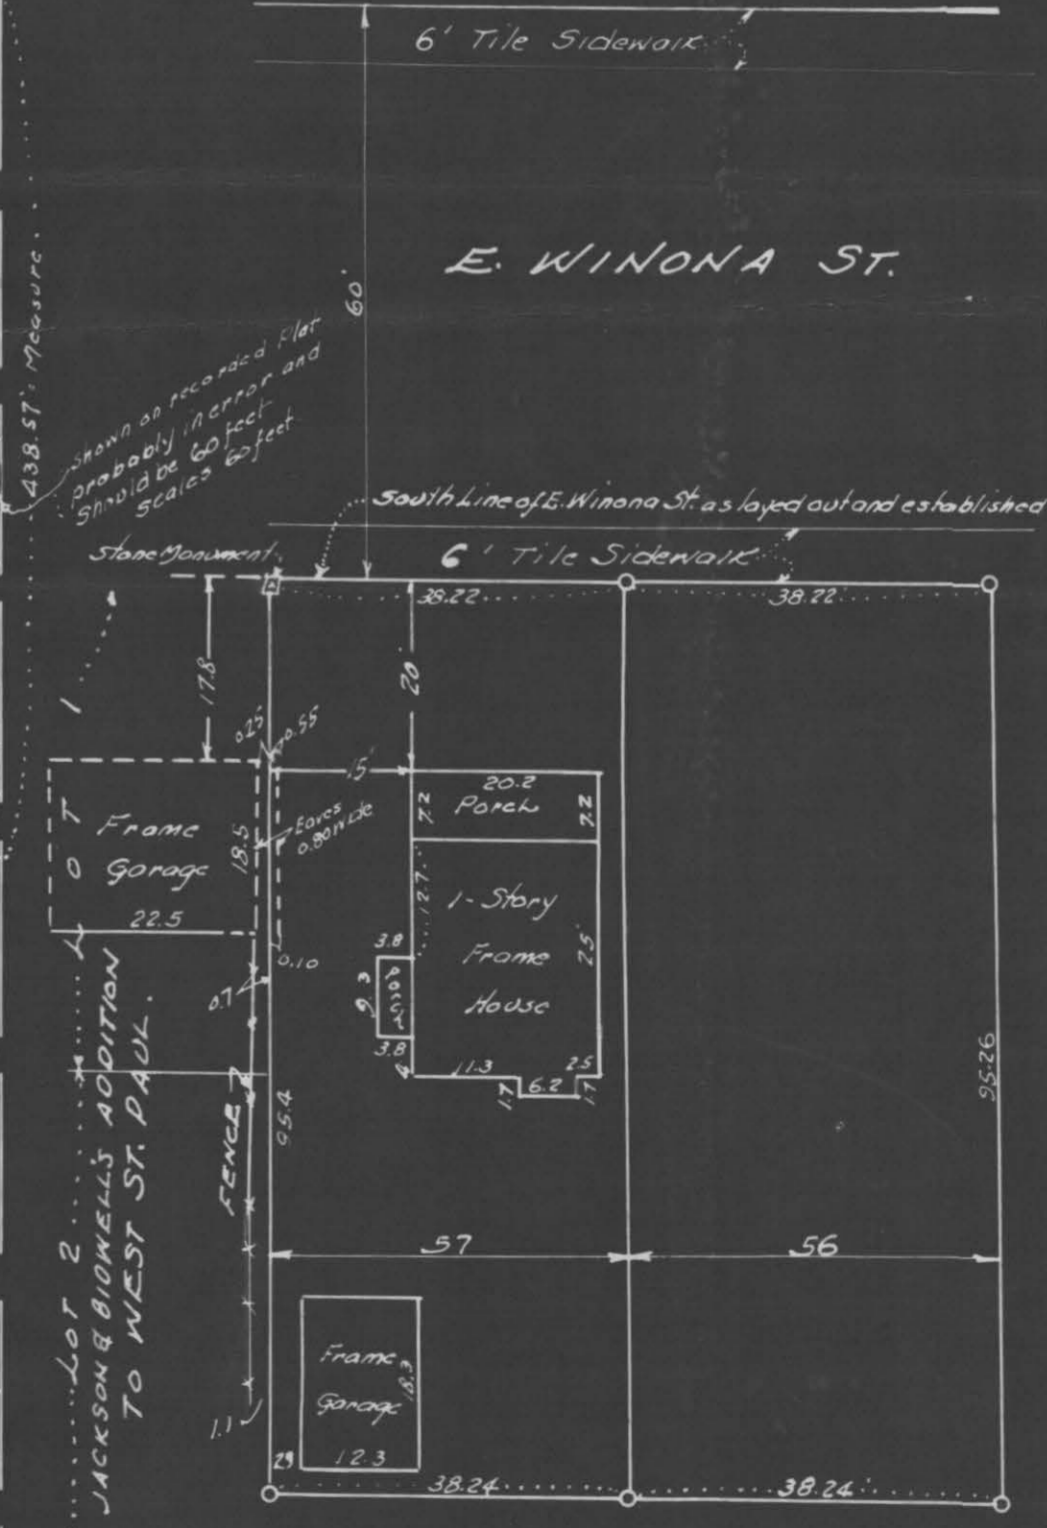 6' Tile Sidewalk
60'
E. WINONA ST.
438.57' Measure.
Shown on recorded Plat
probably in error and
Should be 60 feet
Scales 60 feet.
South Line of E. Winona St. as layed out and established
Stone Monument
6' Tile Sidewalk
38.22
38.22
17.8
20
0.25
0.55
15'
20.2
Porch
7.2
7.2
Eaves
0.80 wide
Frame
Garage
18.5
22.5
LOT 1
12.7
1-Story
Frame
House
25'
3.8
Porch
9.3
3.8
4
11.3
2.5
1.7
6.2
1.7
0.10
0.7
FENCE
95.4
95.26
57
56
LOT 2
JACKSON & BIDWELL'S ADDITION
TO WEST ST. PAUL.
Frame
Garage
18.3
12.3
29
1.1
38.24
38.24